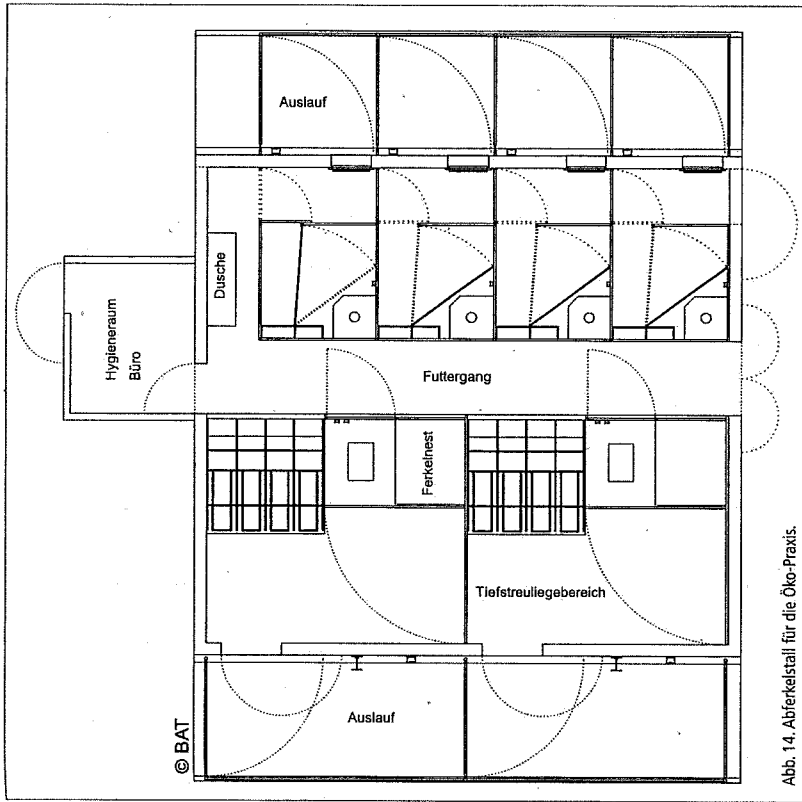 Auslauf
Dusche
Hygieneraum
Büro
Futtergang
Ferkelnest
Tiefstreuliegebereich
Auslauf
© BAT
Abb. 14. Abferkelstall für die Öko-Praxis.